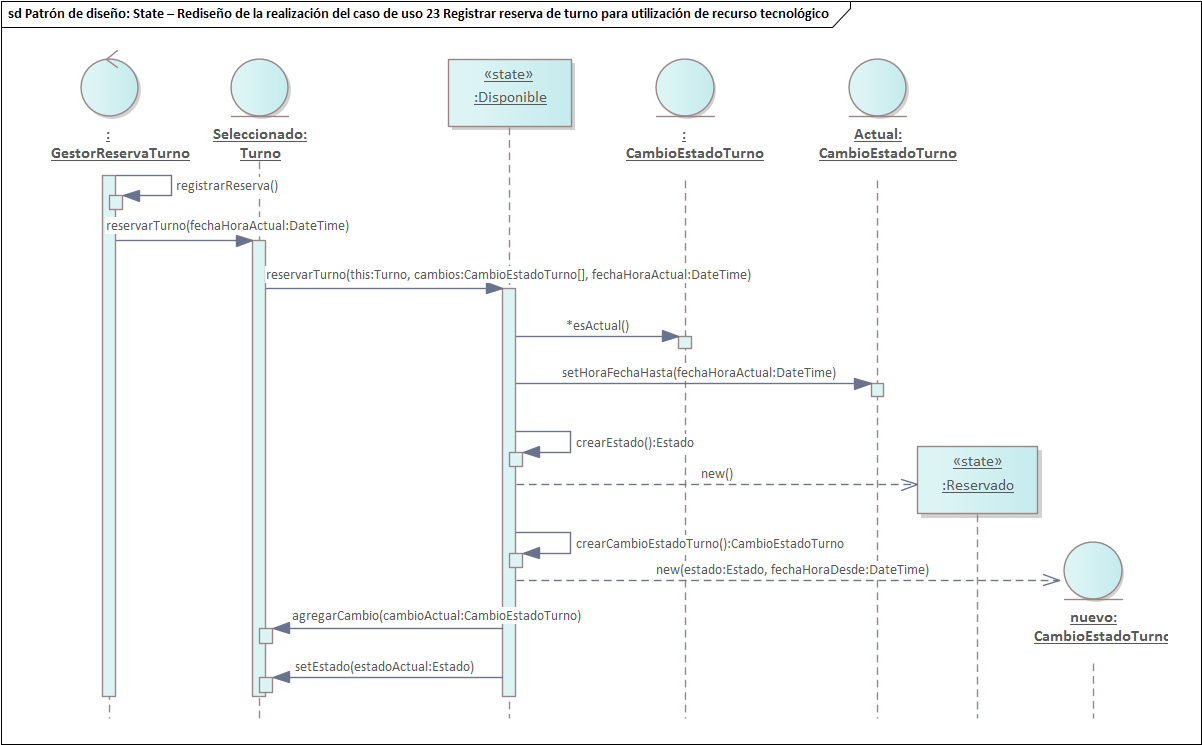 sd Patrón de diseño: State – Rediseño de la realización del caso de uso 23 Registrar reserva de turno para utilización de recurso tecnológico
:
GestorReservaTurno
Seleccionado:
Turno
«state»
:Disponible
:
CambioEstadoTurno
Actual:
CambioEstadoTurno
registrarReserva()
reservarTurno(fechaHoraActual:DateTime)
reservarTurno(this:Turno, cambios:CambioEstadoTurno[], fechaHoraActual:DateTime)
*esActual()
setHoraFechaHasta(fechaHoraActual:DateTime)
crearEstado():Estado
«state»
:Reservado
new()
crearCambioEstadoTurno():CambioEstadoTurno
new(estado:Estado, fechaHoraDesde:DateTime)
nuevo:
CambioEstadoTurno
agregarCambio(cambioActual:CambioEstadoTurno)
setEstado(estadoActual:Estado)